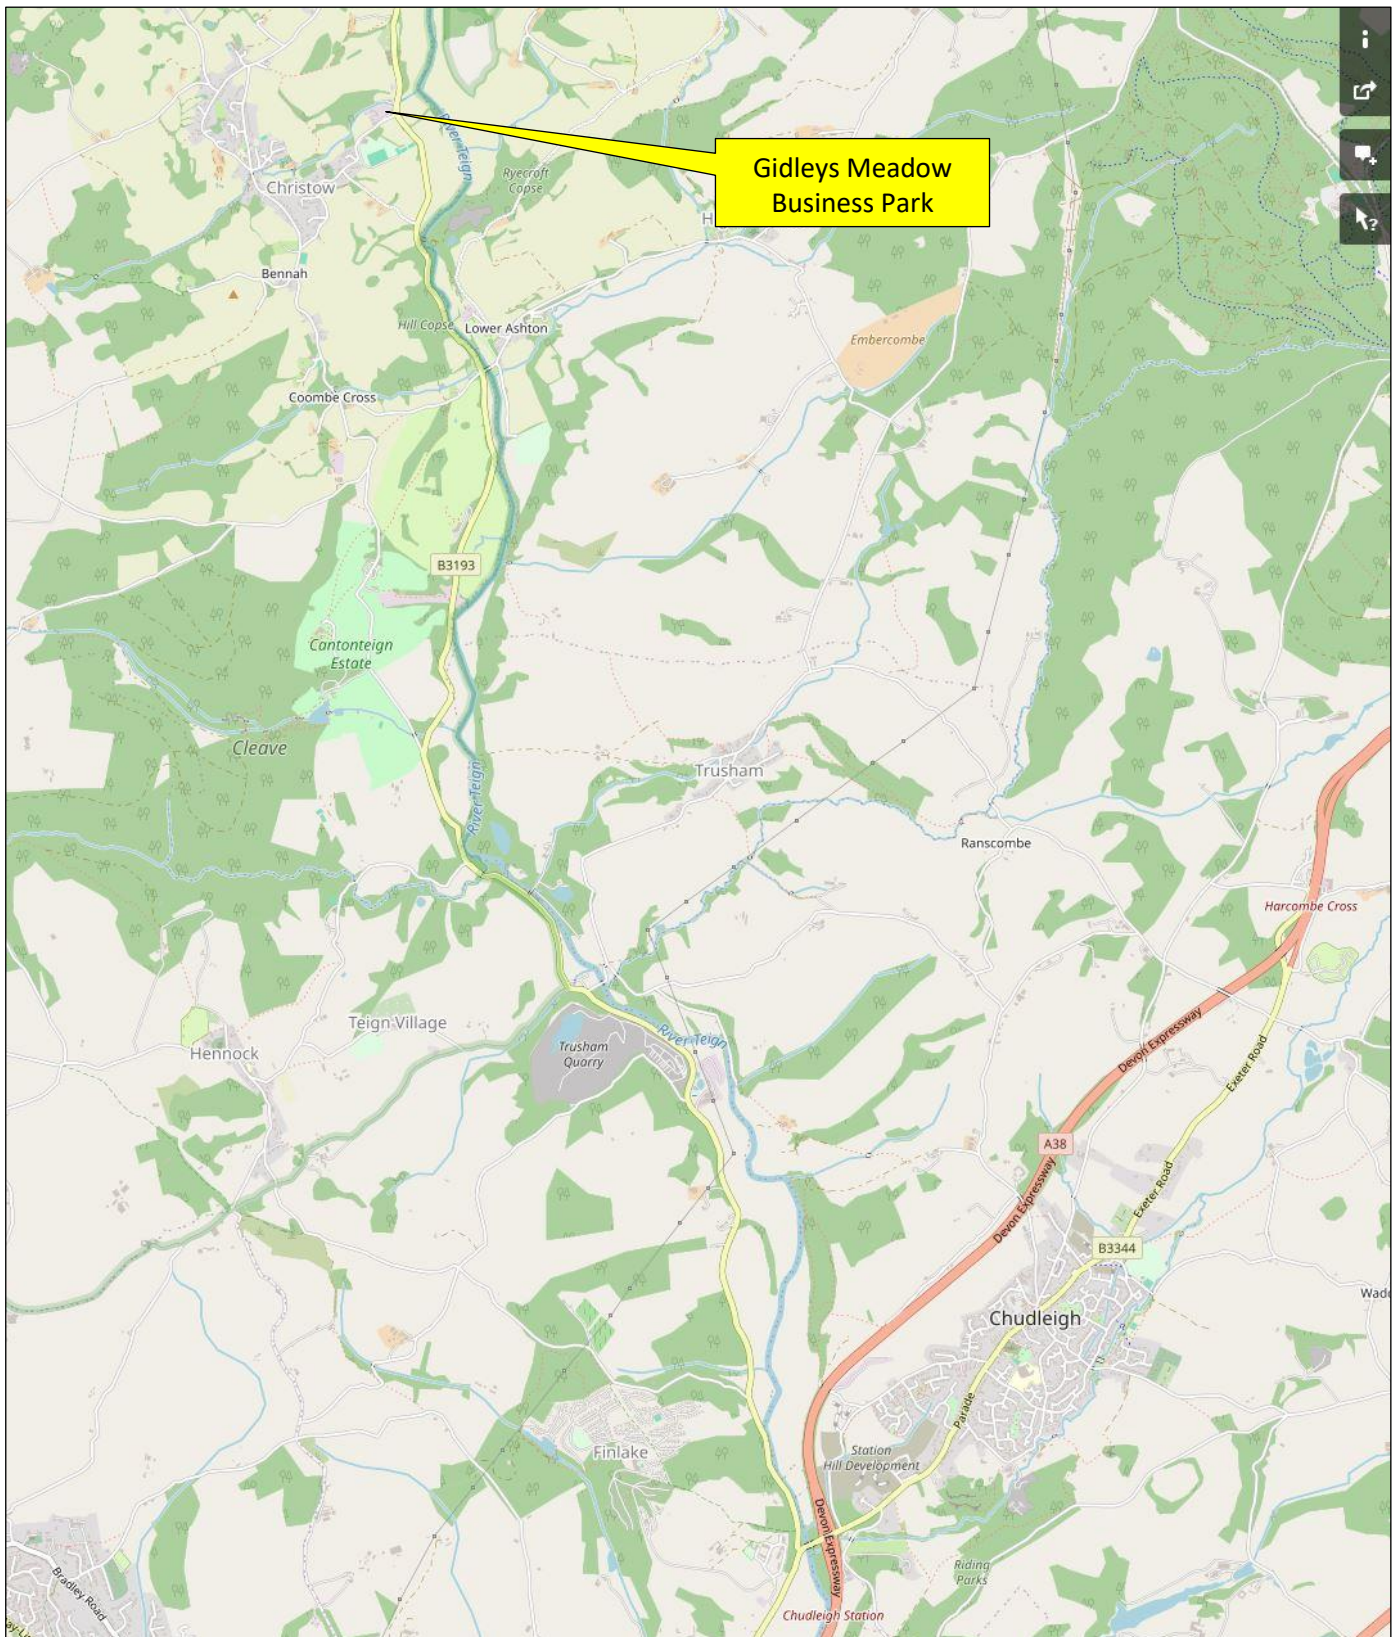 River Teign
Gidleys Meadow
Business Park
Ryecroft
Copse
Christow
Bennah
Hill Copse
Lower Ashton
Embercombe
Coombe Cross
B3193
Cantonteign
Estate
Cleave
Trusham
River Teign
Ranscombe
Harcombe Cross
Teign Village
River Teign
Hennock
Trusham
Quarry
Devon Expressway
Exeter Road
A38
Exeter Road
Devon Expressway
B3344
Chudleigh
Parade
Finlake
Station
Hill Development
Devon Expressway
Riding
Parks
Bradley Road
Chudleigh Station